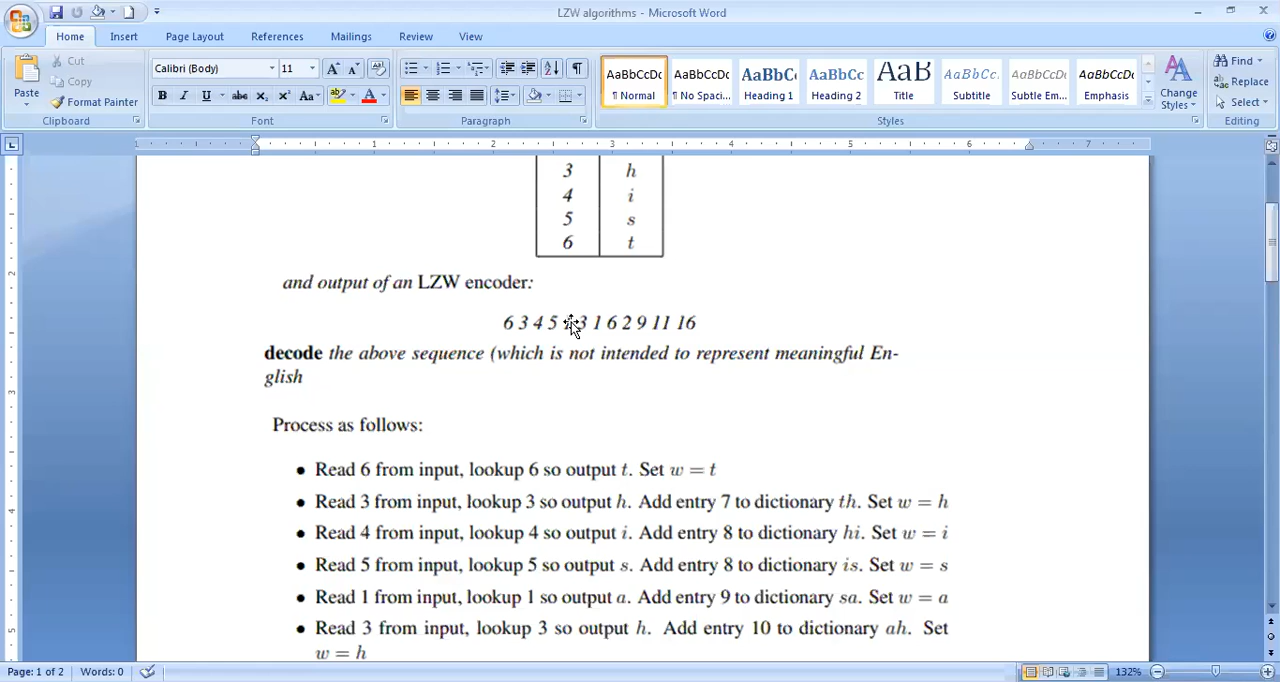 LZW algorithms - Microsoft Word
Home Insert Page Layout References Mailings Review View
Cut
Copy
Format Painter
Paste
Calibri (Body) 11
AaBbCcDc AaBbCcDc AaBbC AaBbCc AaB AaBbCc. AaBbCcDc AaBbCcDc
¶ Normal ¶ No Spaci... Heading 1 Heading 2 Title Subtitle Subtle Em... Emphasis
Change Styles
Find
Replace
Select
Clipboard Font Paragraph Styles Editing
1 1 2 3 4 5 6 7
3 h
4 i
5 s
6 t
and output of an LZW encoder:
6 3 4 5 3 1 6 2 9 11 16
decode the above sequence (which is not intended to represent meaningful En-
glish
Process as follows:
● Read 6 from input, lookup 6 so output t. Set w = t
● Read 3 from input, lookup 3 so output h. Add entry 7 to dictionary th. Set w = h
● Read 4 from input, lookup 4 so output i. Add entry 8 to dictionary hi. Set w = i
● Read 5 from input, lookup 5 so output s. Add entry 8 to dictionary is. Set w = s
● Read 1 from input, lookup 1 so output a. Add entry 9 to dictionary sa. Set w = a
● Read 3 from input, lookup 3 so output h. Add entry 10 to dictionary ah. Set
w = h
Page: 1 of 2 Words: 0 132%